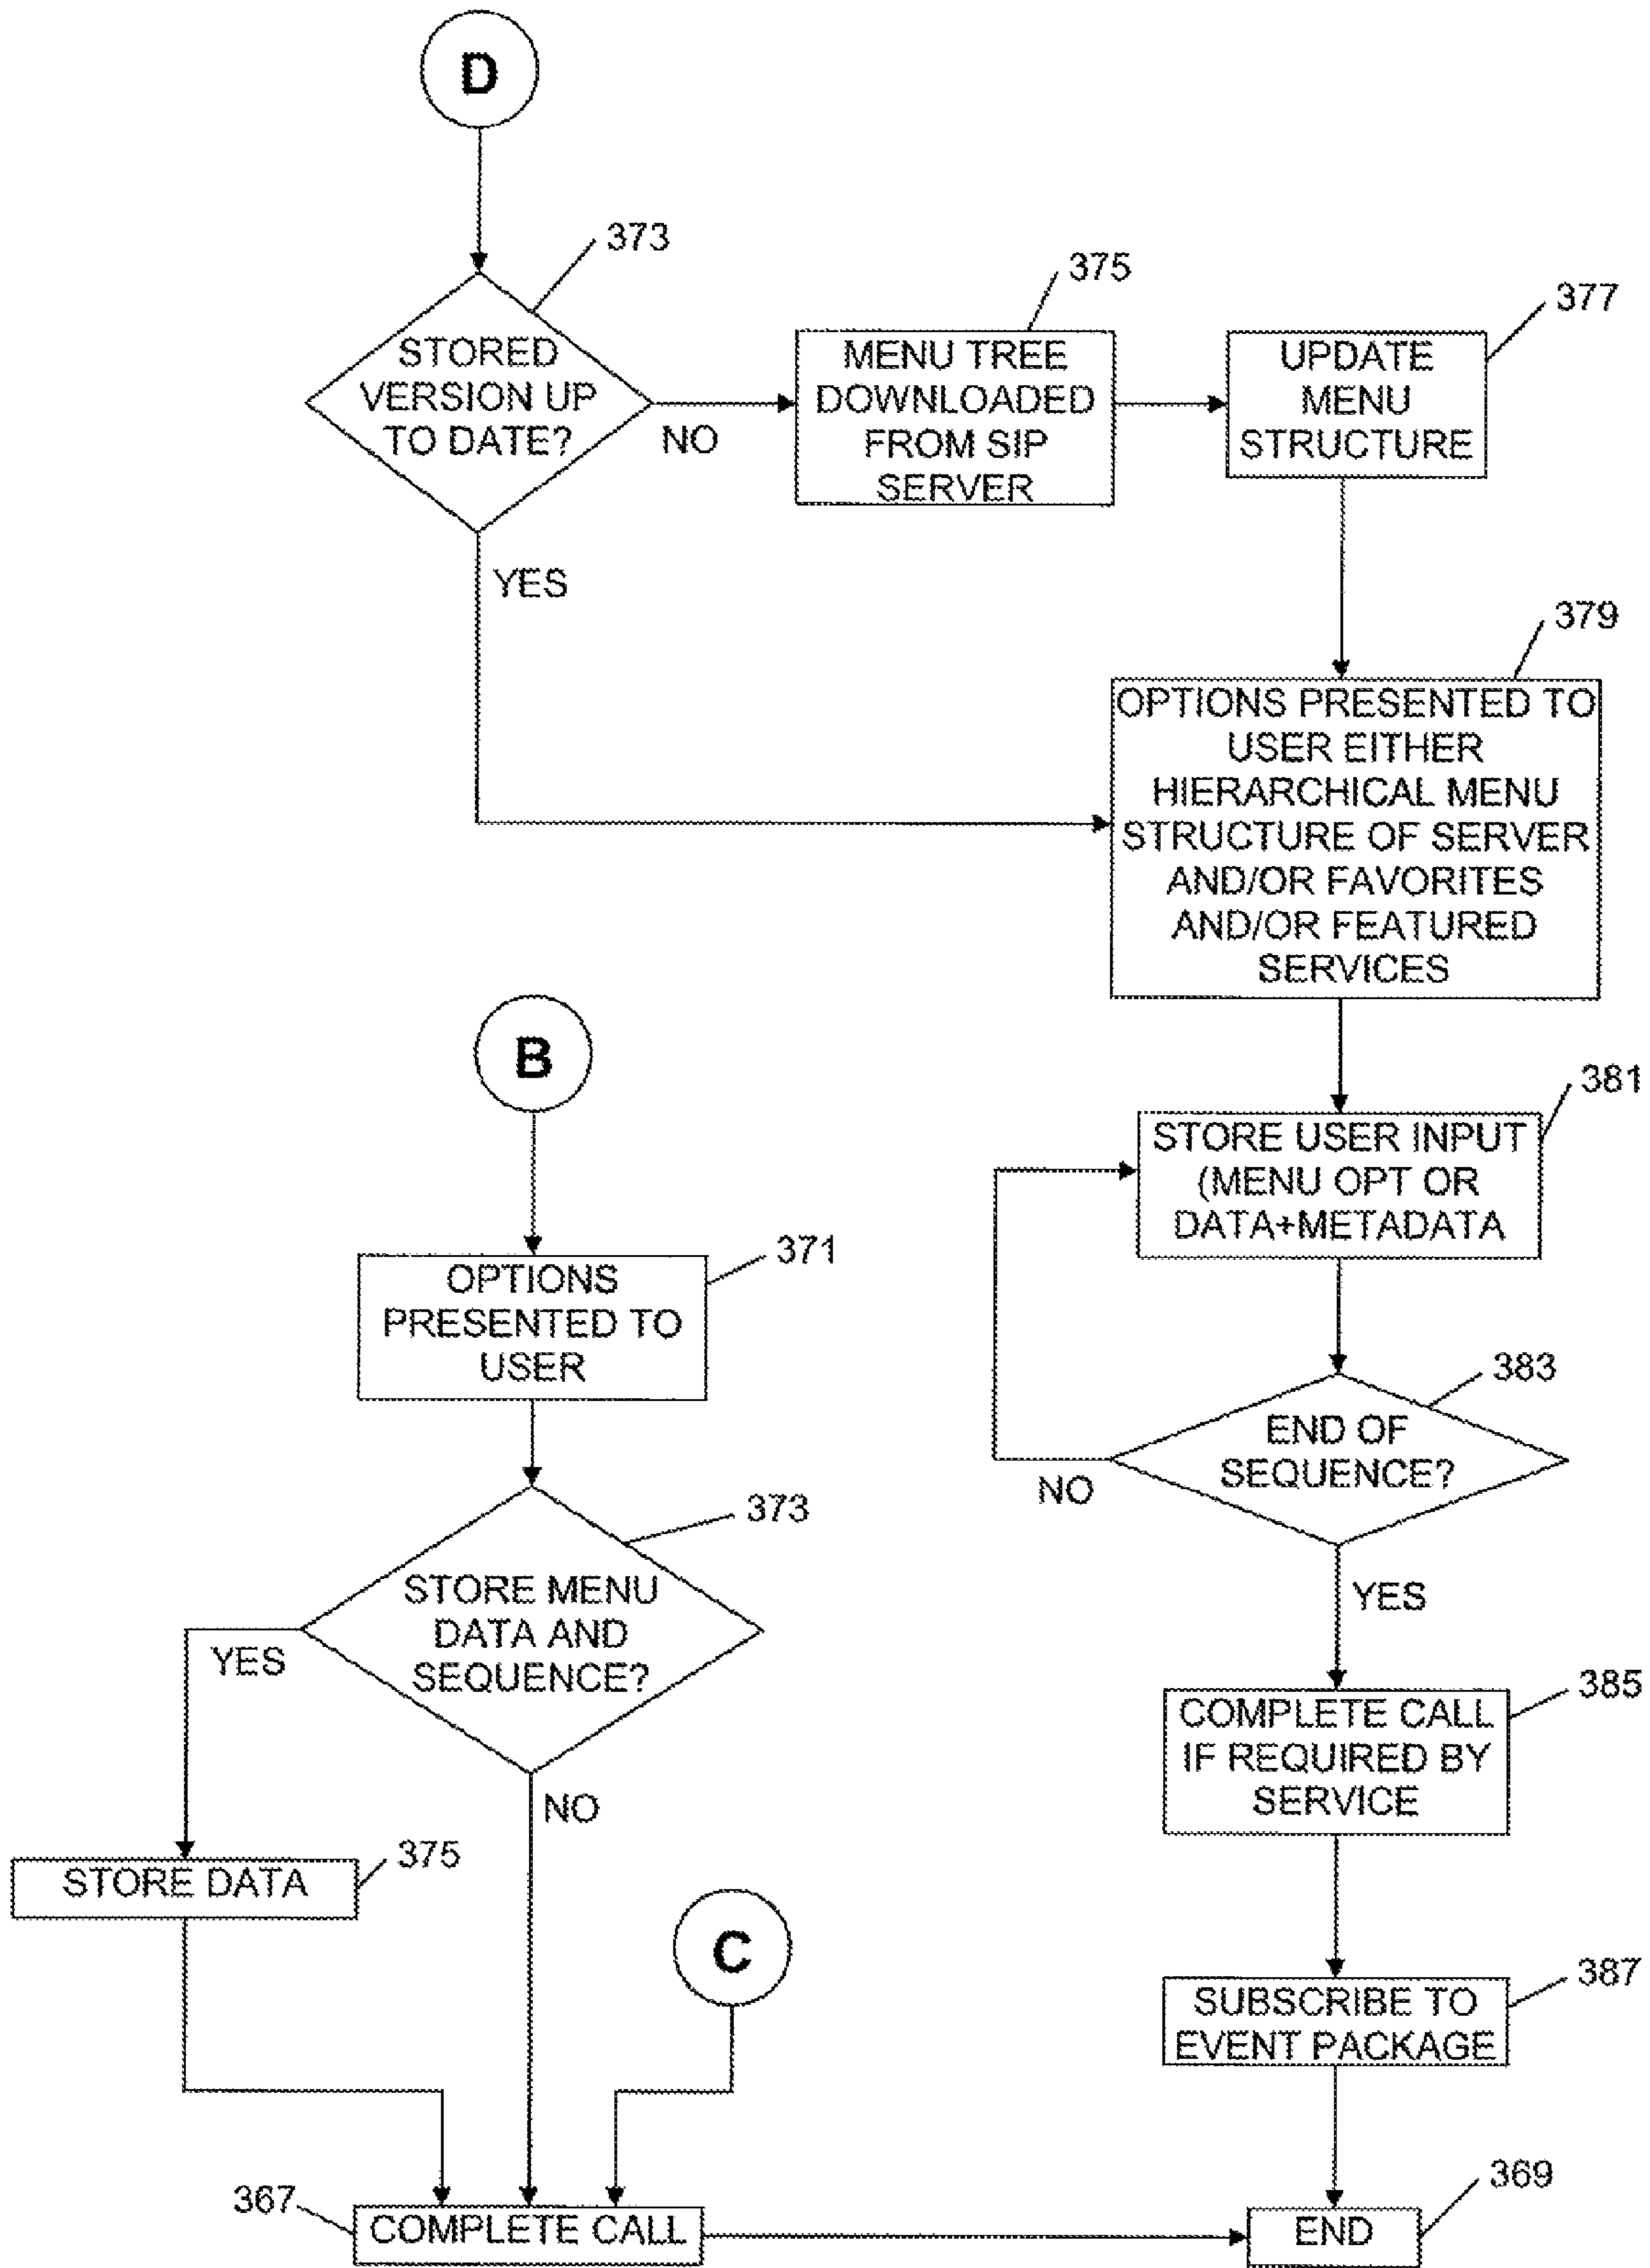 D
373
STORED
VERSION UP
TO DATE?
NO
YES
375
MENU TREE
DOWNLOADED
FROM SIP
SERVER
377
UPDATE
MENU
STRUCTURE
379
OPTIONS PRESENTED TO
USER EITHER
HIERARCHICAL MENU
STRUCTURE OF SERVER
AND/OR FAVORITES
AND/OR FEATURED
SERVICES
381
STORE USER INPUT
(MENU OPT OR
DATA+METADATA
383
END OF
SEQUENCE?
NO
YES
385
COMPLETE CALL
IF REQUIRED BY
SERVICE
387
SUBSCRIBE TO
EVENT PACKAGE
B
371
OPTIONS
PRESENTED TO
USER
373
STORE MENU
DATA AND
SEQUENCE?
YES
NO
375
STORE DATA
C
367
COMPLETE CALL
369
END